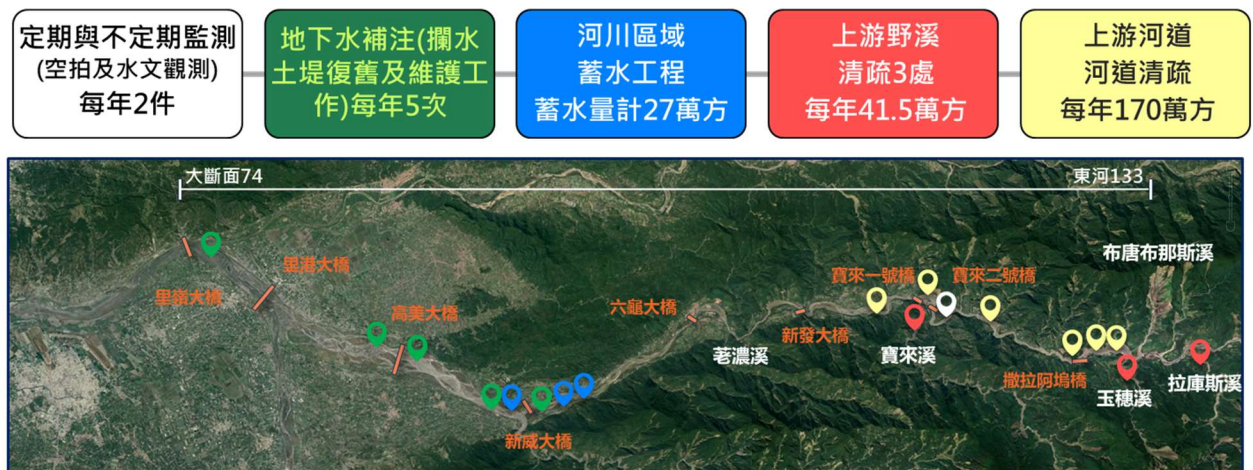 定期與不定期監測
(空拍及水文觀測)
每年2件
地下水補注(攔水
土堤復舊及維護工
作)每年5次
河川區域
蓄水工程
蓄水量計27萬方
上游野溪
清疏3處
每年41.5萬方
上游河道
河道清疏
每年170萬方
大斷面74
東河133
布唐布那斯溪
里港大橋
里嶺大橋
高美大橋
六龜大橋
寶來一號橋
寶來二號橋
新發大橋
荖濃溪
寶來溪
撒拉阿塢橋
拉庫斯溪
玉穗溪
新威大橋